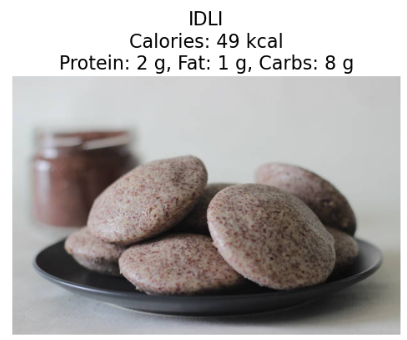 IDLI
Calories: 49 kcal
Protein: 2 g, Fat: 1 g, Carbs: 8 g